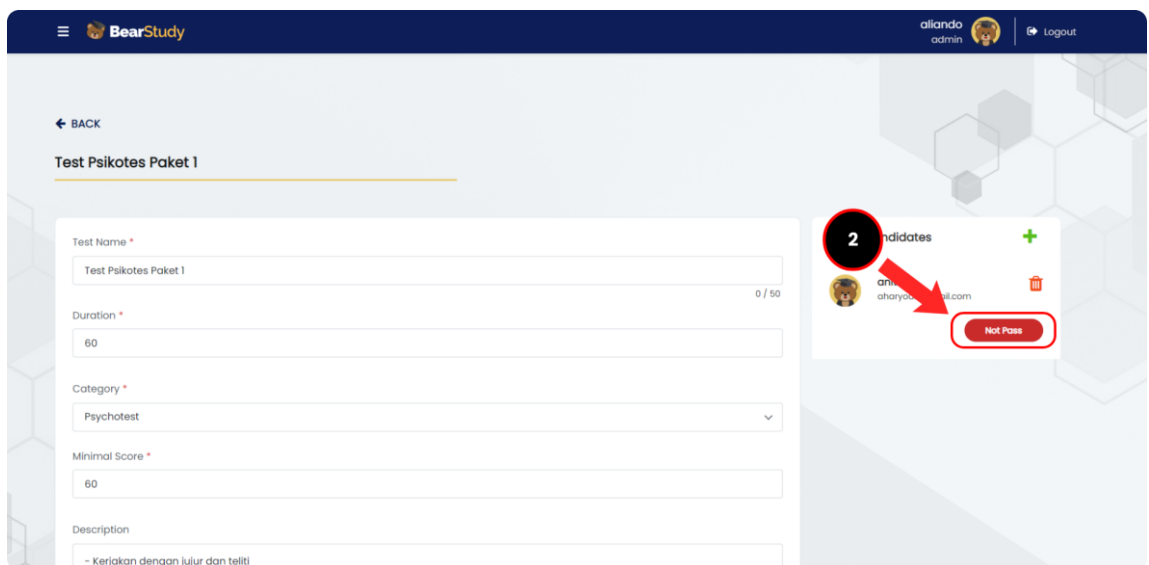 BearStudy
aliando
admin
Logout
BACK
Test Psikotes Paket 1
Test Name *
Test Psikotes Paket 1
0 / 50
Duration *
60
Category *
Psychotest
Minimal Score *
60
Description
- Kerjakan dengan jujur dan teliti
2
Not Pass